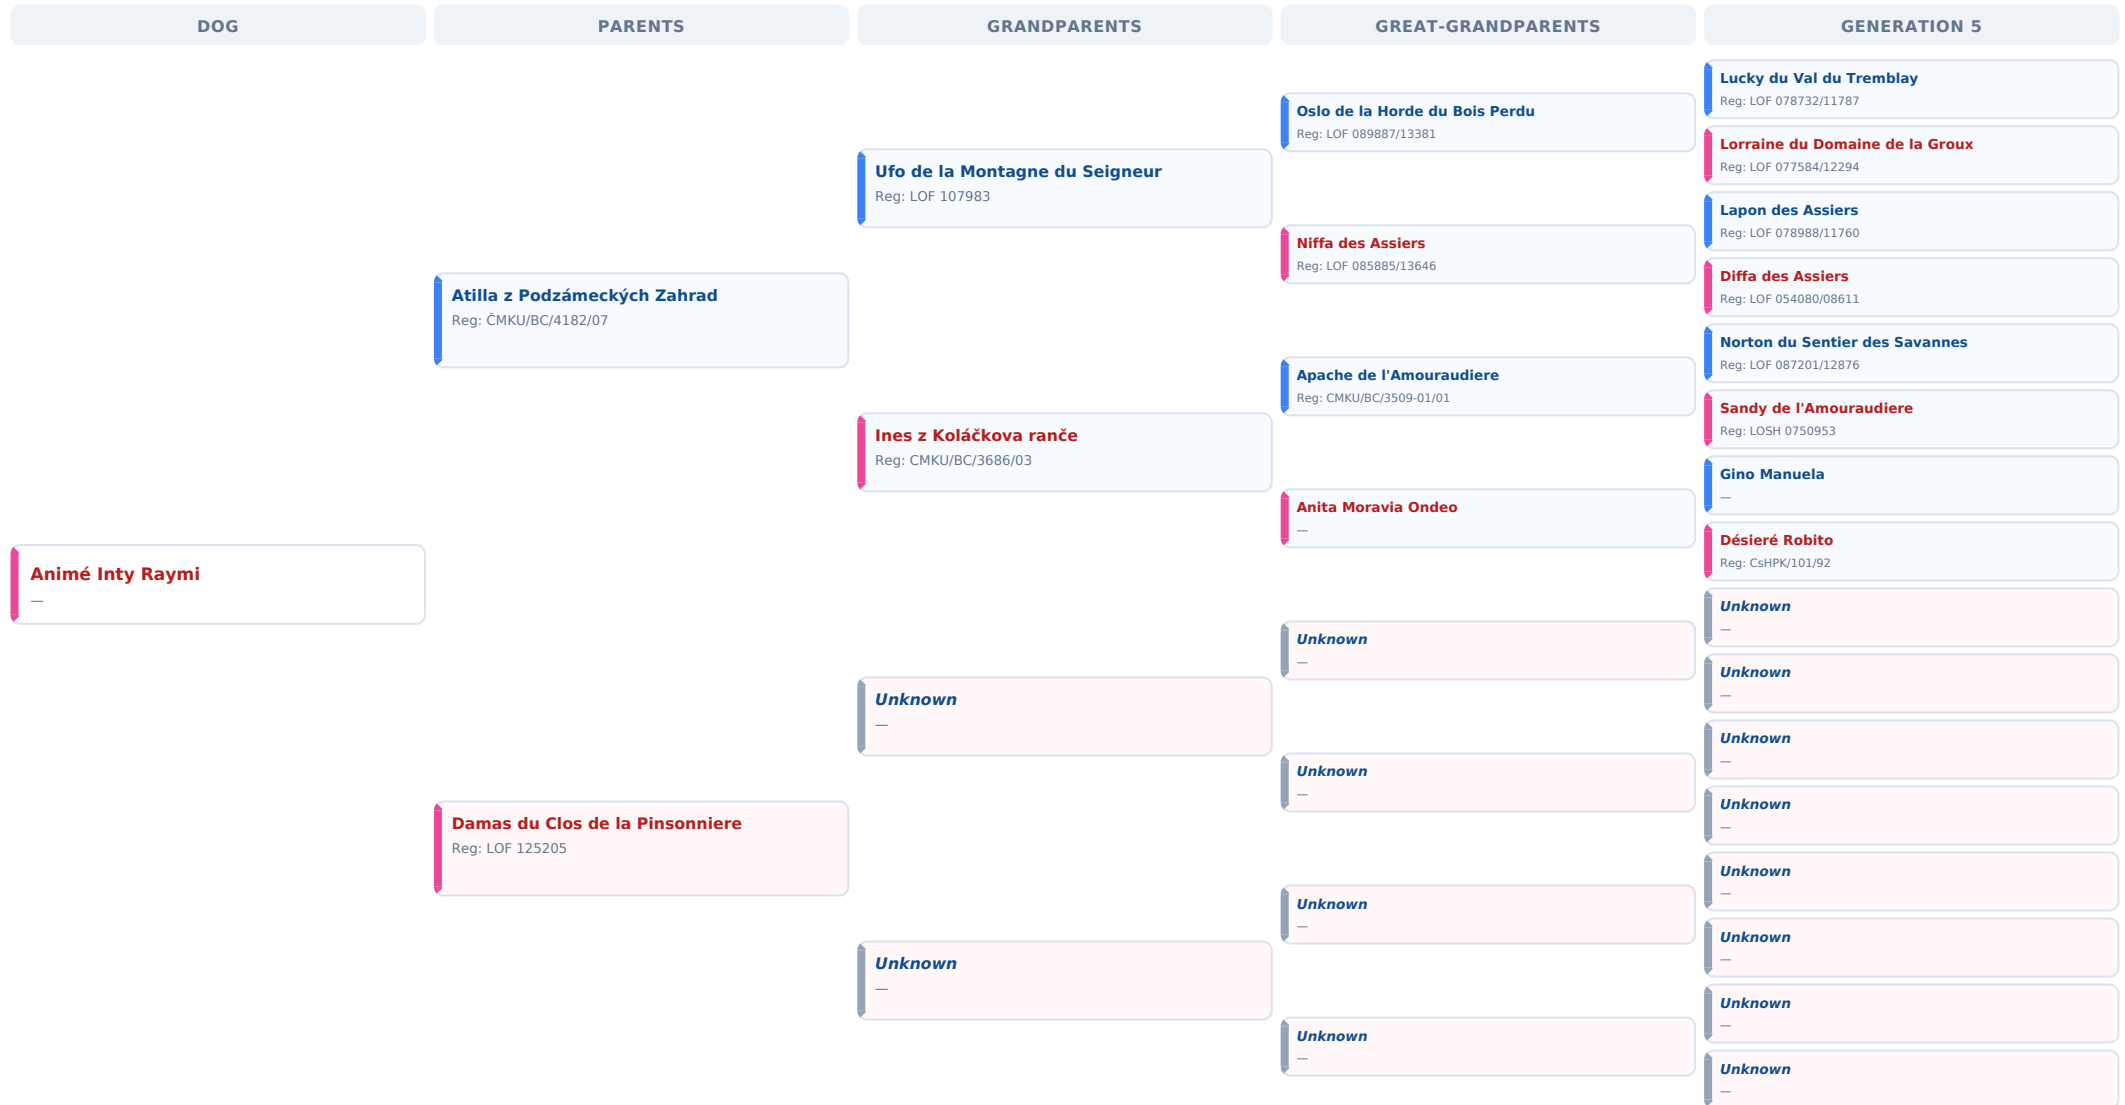 DOG
PARENTS
GRANDPARENTS
GREAT-GRANDPARENTS
GENERATION 5
Animé Inty Raymi
—
Atilla z Podzámeckých Zahrad
Reg: ČMKU/BC/4182/07
Damas du Clos de la Pinsonniere
Reg: LOF 125205
Ufo de la Montagne du Seigneur
Reg: LOF 107983
Ines z Koláčkova ranče
Reg: CMKU/BC/3686/03
Unknown
—
Unknown
—
Oslo de la Horde du Bois Perdu
Reg: LOF 089887/13381
Niffa des Assiers
Reg: LOF 085885/13646
Apache de l'Amouraudiere
Reg: CMKU/BC/3509-01/01
Anita Moravia Ondeo
—
Unknown
—
Unknown
—
Unknown
—
Unknown
—
Lucky du Val du Tremblay
Reg: LOF 078732/11787
Lorraine du Domaine de la Groux
Reg: LOF 077584/12294
Lapon des Assiers
Reg: LOF 078988/11760
Diffa des Assiers
Reg: LOF 054080/08611
Norton du Sentier des Savannes
Reg: LOF 087201/12876
Sandy de l'Amouraudiere
Reg: LOSH 0750953
Gino Manuela
—
Désieré Robito
Reg: CsHPK/101/92
Unknown
—
Unknown
—
Unknown
—
Unknown
—
Unknown
—
Unknown
—
Unknown
—
Unknown
—